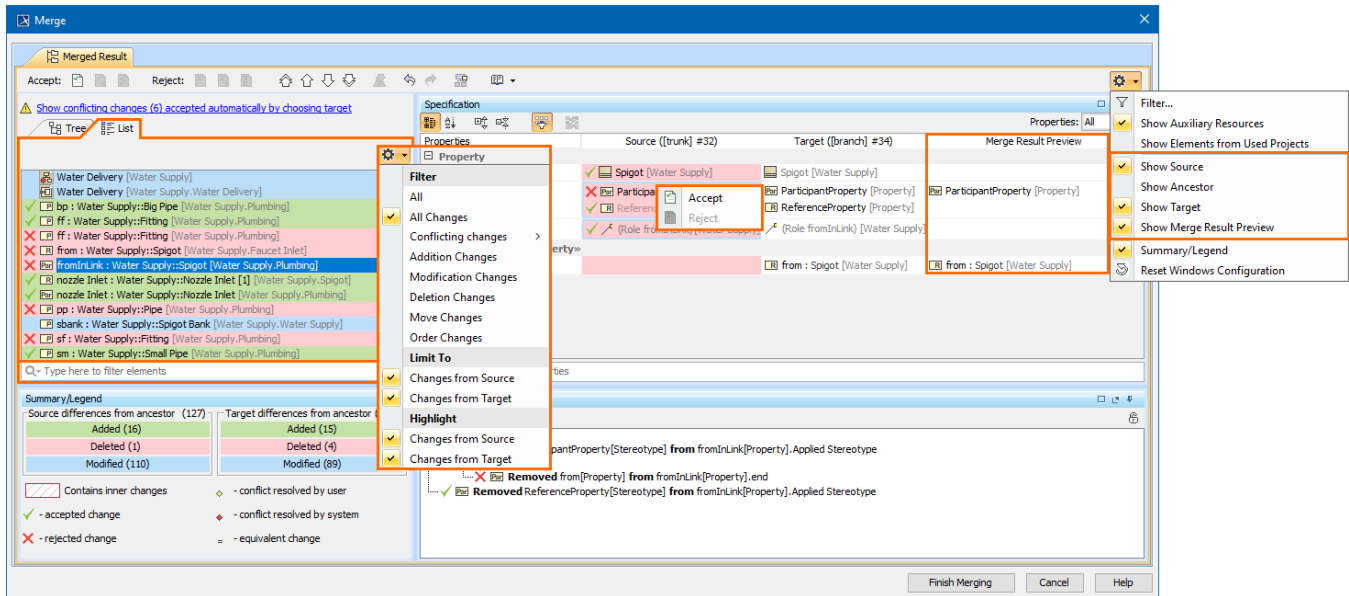 Merge
Merged Result
Accept:
Reject:
Show conflicting changes (6) accepted automatically by choosing target
Tree
List
Water Delivery [Water Supply]
Water Delivery [Water Supply.Water Delivery]
bp : Water Supply::Big Pipe [Water Supply.Plumbing]
ff : Water Supply::Fitting [Water Supply.Plumbing]
ff : Water Supply::Fitting [Water Supply.Plumbing]
from : Water Supply::Spigot [Water Supply.Faucet Inlet]
fromInLink : Water Supply::Spigot [Water Supply.Plumbing]
nozzle Inlet : Water Supply::Nozzle Inlet [1] [Water Supply.Spigot]
nozzle Inlet : Water Supply::Nozzle Inlet [Water Supply.Plumbing]
pp : Water Supply::Pipe [Water Supply.Plumbing]
sbank : Water Supply::Spigot Bank [Water Supply.Water Supply]
sf : Water Supply::Fitting [Water Supply.Plumbing]
sm : Water Supply::Small Pipe [Water Supply.Plumbing]
Type here to filter elements
Filter
All
All Changes
Conflicting changes
Addition Changes
Modification Changes
Deletion Changes
Move Changes
Order Changes
Limit To
Changes from Source
Changes from Target
Highlight
Changes from Source
Changes from Target
Specification
Properties: All
Properties
Source ([trunk] #32)
Target ([branch] #34)
Merge Result Preview
Property
Spigot [Water Supply]
Spigot [Water Supply]
Participa
ParticipantProperty [Property]
ParticipantProperty [Property]
Referenc
ReferenceProperty [Property]
(Role fromInLink) [Water Supply]
(Role fromInLink) [Water Supply]
erty»
from : Spigot [Water Supply]
from : Spigot [Water Supply]
Accept
Reject
ties
Filter...
Show Auxiliary Resources
Show Elements from Used Projects
Show Source
Show Ancestor
Show Target
Show Merge Result Preview
Summary/Legend
Reset Windows Configuration
Summary/Legend
Source differences from ancestor (127)
Added (16)
Deleted (1)
Modified (110)
Target differences from ancestor (
Added (15)
Deleted (4)
Modified (89)
Contains inner changes
- conflict resolved by user
- accepted change
- conflict resolved by system
- rejected change
- equivalent change
pantProperty[Stereotype] from fromInLink[Property].Applied Stereotype
Removed from[Property] from fromInLink[Property].end
Removed ReferenceProperty[Stereotype] from fromInLink[Property].Applied Stereotype
Finish Merging
Cancel
Help